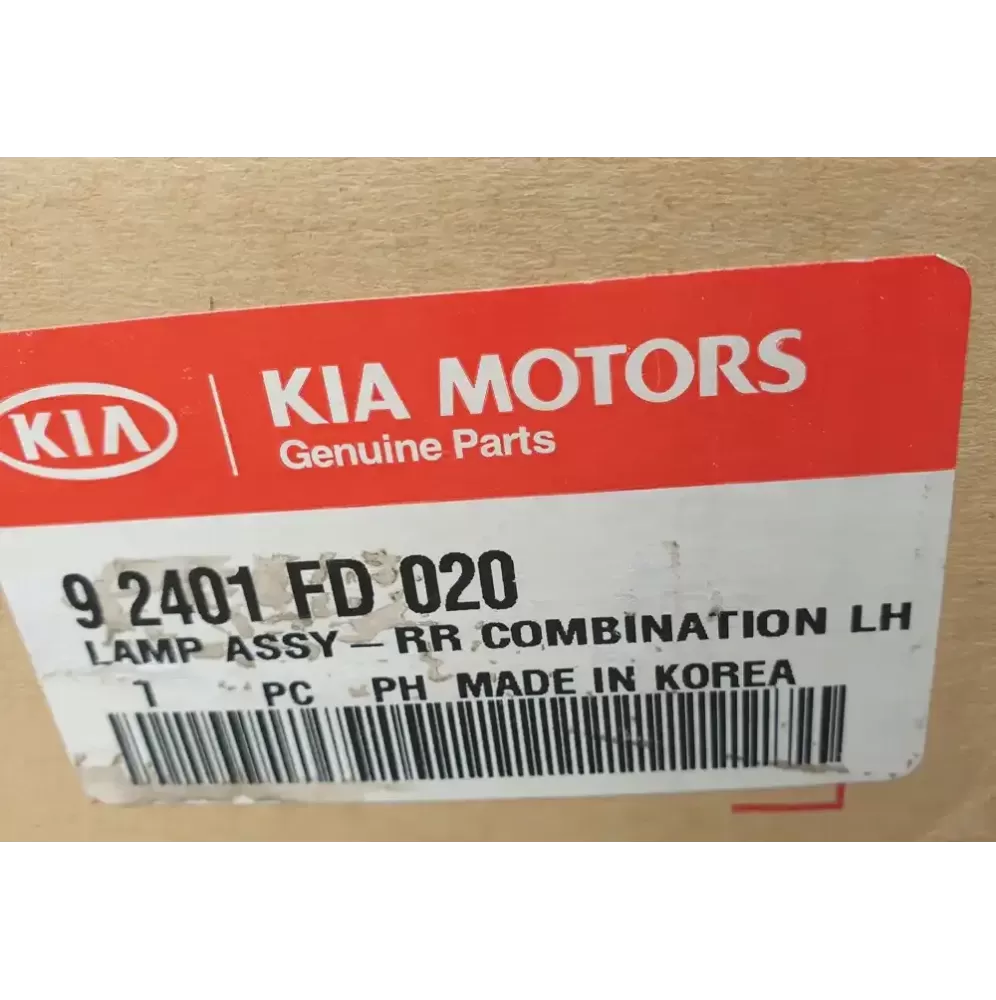 KIA
KIA MOTORS
Genuine Parts
9 2401 FD 020
LAMP ASSY-RR COMBINATION LH
1 PC PH MADE IN KOREA